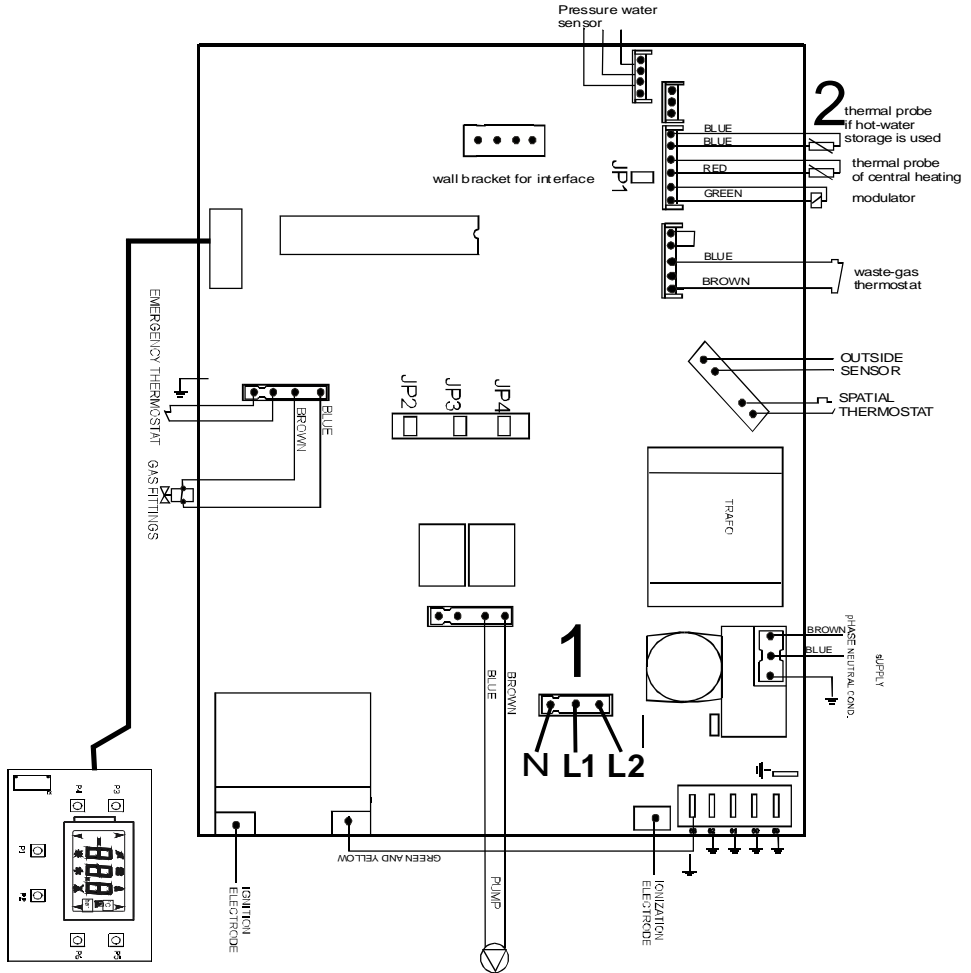 Pressure water
sensor
2
thermal probe
if hot-water
storage is used
BLUE
BLUE
wall bracket for interface
JP1
RED
thermal probe
of central heating
GREEN
modulator
BLUE
BROWN
waste-gas
thermostat
EMERGENCY THERMOSTAT
GAS FITTINGS
BROWN
BLUE
JP2
JP3
JP4
OUTSIDE
SENSOR
SPATIAL
THERMOSTAT
TRAFO
BLUE
BROWN
1
N L1 L2
BROWN
BLUE
pHASE NEUTRAL COND.
sUPPLY
GREEN AND YELLOW
IGNITION
ELECTRODE
PUMP
IONIZATION
ELECTRODE
P4
P3
P1
P2
P6
P5
8.8.8